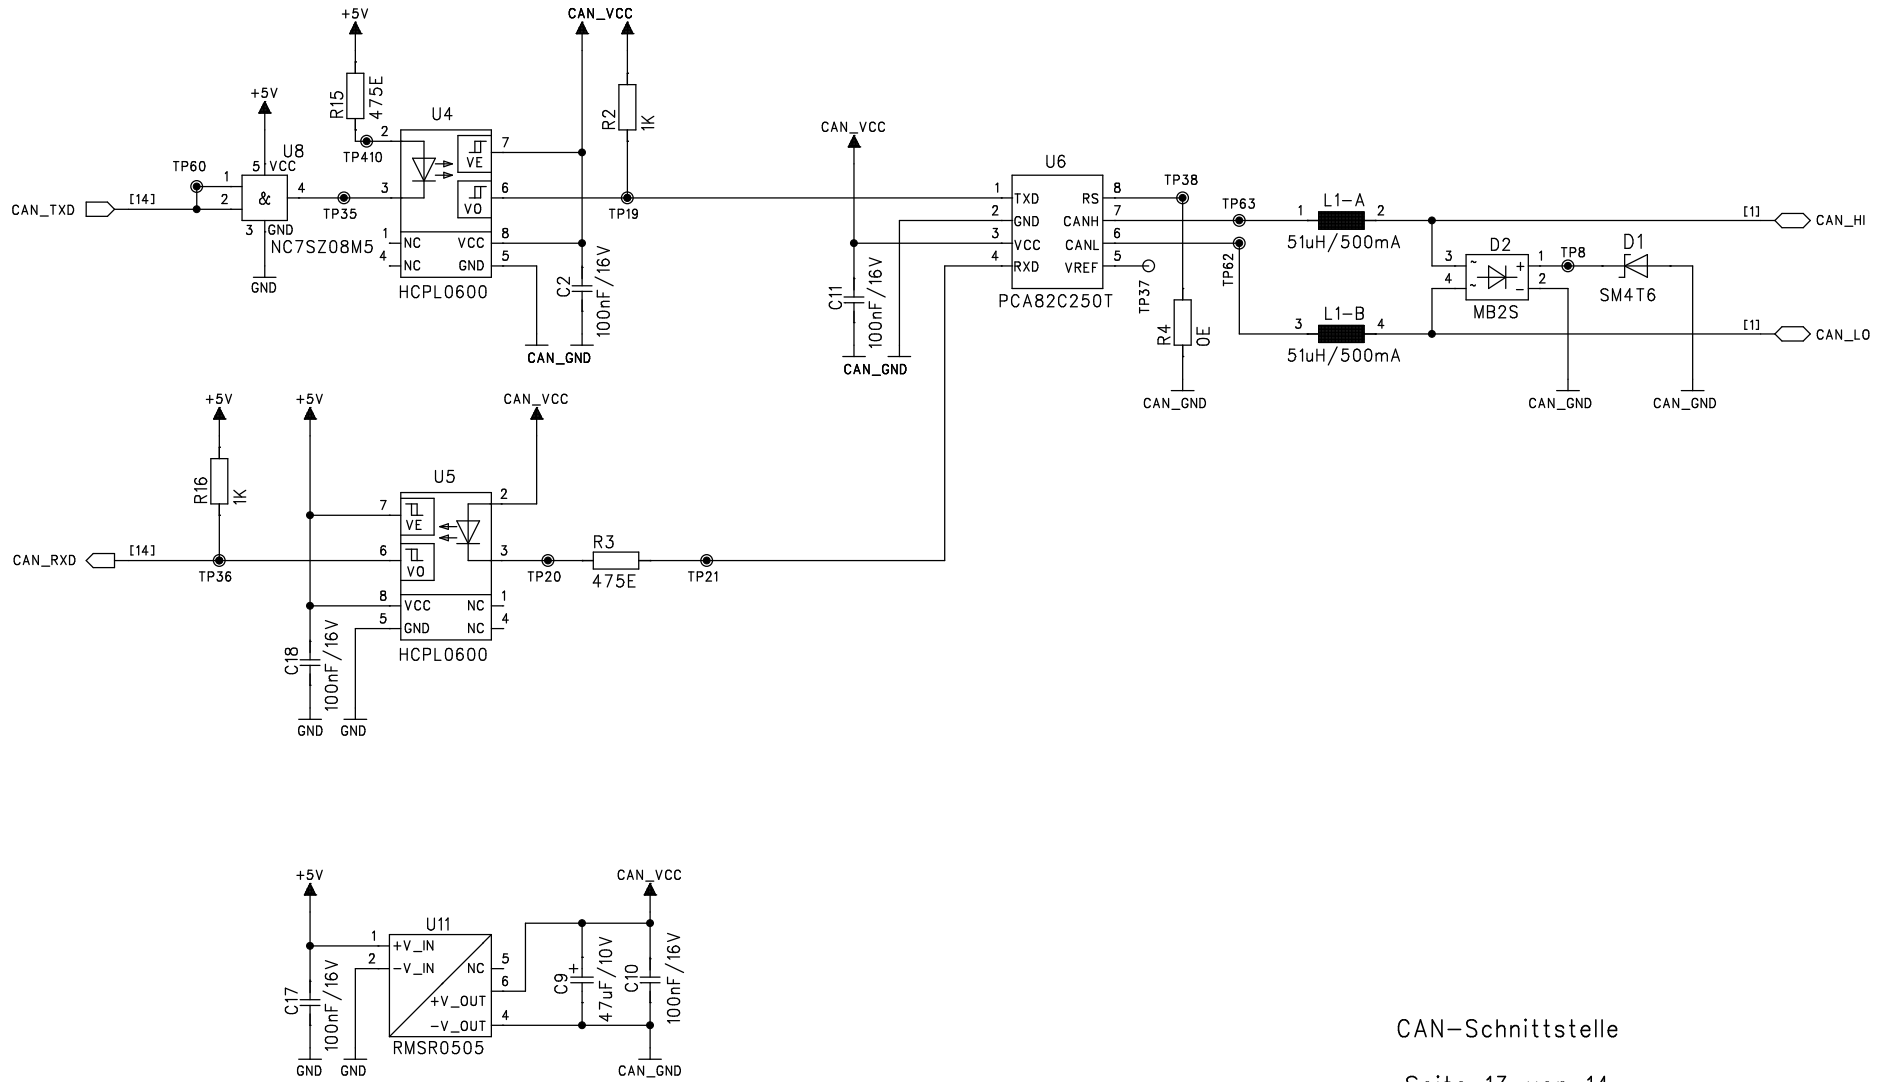 +5V
CAN_VCC
R15
475E
+5V
U4
R2
1K
U8
5 VCC
TP60
1
2
&
4
3 GND
NC7SZ08M5
GND
CAN_TXD
[14]
TP35
TP410
2
3
VE
7
VO
6
1 NC
VCC 8
4 NC
GND 5
HCPL0600
C2
100nF/16V
CAN_GND
TP19
CAN_VCC
C11
100nF/16V
CAN_GND
U6
1 TXD RS 8
2 GND CANH 7
3 VCC CANL 6
4 RXD VREF 5
PCA82C250T
TP38
TP63
TP62
TP37
R4
0E
CAN_GND
L1-A
1 2
51uH/500mA
L1-B
3 4
51uH/500mA
D2
3 ~ + 1
4 ~ - 2
MB2S
TP8
D1
SM4T6
CAN_GND
CAN_GND
[1]
CAN_HI
[1]
CAN_LO
+5V
+5V
CAN_VCC
R16
1K
U5
7
VE
2
CAN_RXD
[14]
TP36
6
VO
3
TP20
R3
475E
TP21
8 VCC NC 1
5 GND NC 4
HCPL0600
C18
100nF/16V
GND
GND
+5V
CAN_VCC
U11
1 +V_IN
2 -V_IN
NC 5
+V_OUT 6
-V_OUT 4
RMSR0505
C17
100nF/16V
GND
GND
C9
+
47uF/10V
C10
100nF/16V
CAN_GND
CAN-Schnittstelle
Seite 13 von 14